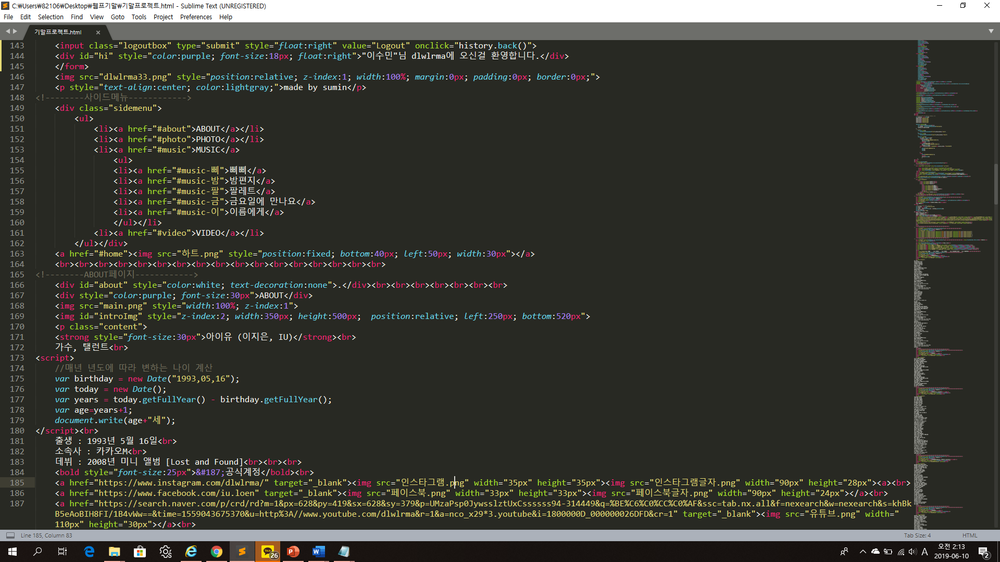 C:￦Users￦82106￦Desktop￦웹프기말￦기말프로젝트.html - Sublime Text (UNREGISTERED)
File Edit Selection Find View Goto Tools Project Preferences Help
기말프로젝트.html
143 <input class="logoutbox" type="submit" style="float:right" value="Logout" onclick="history.back()">
144 <div id="hi" style="color:purple; font-size:18px; float:right">"이수민"님 dlwlrma에 오신걸 환영합니다.</div>
145 </form>
146 <img src="dlwlrma33.png" style="position:relative; z-index:1; width:100%; margin:0px; padding:0px; border:0px;">
147 <p style="text-align:center; color:lightgray;">made by sumin</p>
148 <!--------사이드메뉴------------>
149 <div class="sidemenu">
150 <ul>
151 <li><a href="#about">ABOUT</a></li>
152 <li><a href="#photo">PHOTO</a></li>
153 <li><a href="#music">MUSIC</a>
154 <ul>
155 <li><a href="#music-삐">삐삐</a>
156 <li><a href="#music-밤">밤편지</a>
157 <li><a href="#music-팔">팔레트</a>
158 <li><a href="#music-금">금요일에 만나요</a>
159 <li><a href="#music-이">이름에게</a>
160 </ul></li>
161 <li><a href="#video">VIDEO</a></li>
162 </ul></div>
163 <a href="#home"><img src="하트.png" style="position:fixed; bottom:40px; left:50px; width:30px"></a>
164 <br><br><br><br><br><br><br><br><br><br><br><br><br><br><br><br><br>
165 <!--------ABOUT페이지------------>
166 <div id="about" style="color:white; text-decoration:none">.</div><br><br><br><br><br><br><br>
167 <div style="color:purple; font-size:30px">ABOUT</div>
168 <img src="main.png" style="width:100%; z-index:1">
169 <img id="introImg" style="z-index:2; width:350px; height:500px;  position:relative; left:250px; bottom:520px">
170 <p class="content">
171 <strong style="font-size:30px">아이유 (이지은, IU)</strong><br>
172 가수, 탤런트<br>
173 <script>
174 //매년 년도에 따라 변하는 나이 계산
175 var birthday = new Date("1993,05,16");
176 var today = new Date();
177 var years = today.getFullYear() - birthday.getFullYear();
178 var age=years+1;
179 document.write(age+"세");
180 </script><br>
181 출생 : 1993년 5월 16일<br>
182 소속사 : 카카오M<br>
183 데뷔 : 2008년 미니 앨범 [Lost and Found]<br><br><br>
184 <bold style="font-size:25px">&#187;공식계정</bold><br>
185 <a href="https://www.instagram.com/dlwlrma/" target="_blank"><img src="인스타그램.png" width="35px" height="35px"><img src="인스타그램글자.png" width="90px" height="28px"><a><br>
186 <a href="https://www.facebook.com/iu.loen" target="_blank"><img src="페이스북.png" width="33px" height="33px"><img src="페이스북글자.png" width="90px" height="24px"></a><br>
187 <a href="https://search.naver.com/p/crd/rd?m=1&px=628&py=419&sx=628&sy=379&p=UMzaPsp0JywsslztUxCssssss94-314449&q=%BE%C6%C0%CC%C0%AF&ssc=tab.nx.all&f=nexearch&w=nexearch&s=khBk
B5eAoBIH8FI/1B4vWw==&time=1559043675370&u=http%3A//www.youtube.com/dlwlrma&r=1&a=nco_x29*3.youtube&i=1800000D_000000026DFD&cr=1" target="_blank"><img src="유튜브.png" width="
110px" height="30px"></a><br>
Line 185, Column 83
Tab Size: 4 HTML
TALK 26
A
오전 2:13
2019-06-10
2